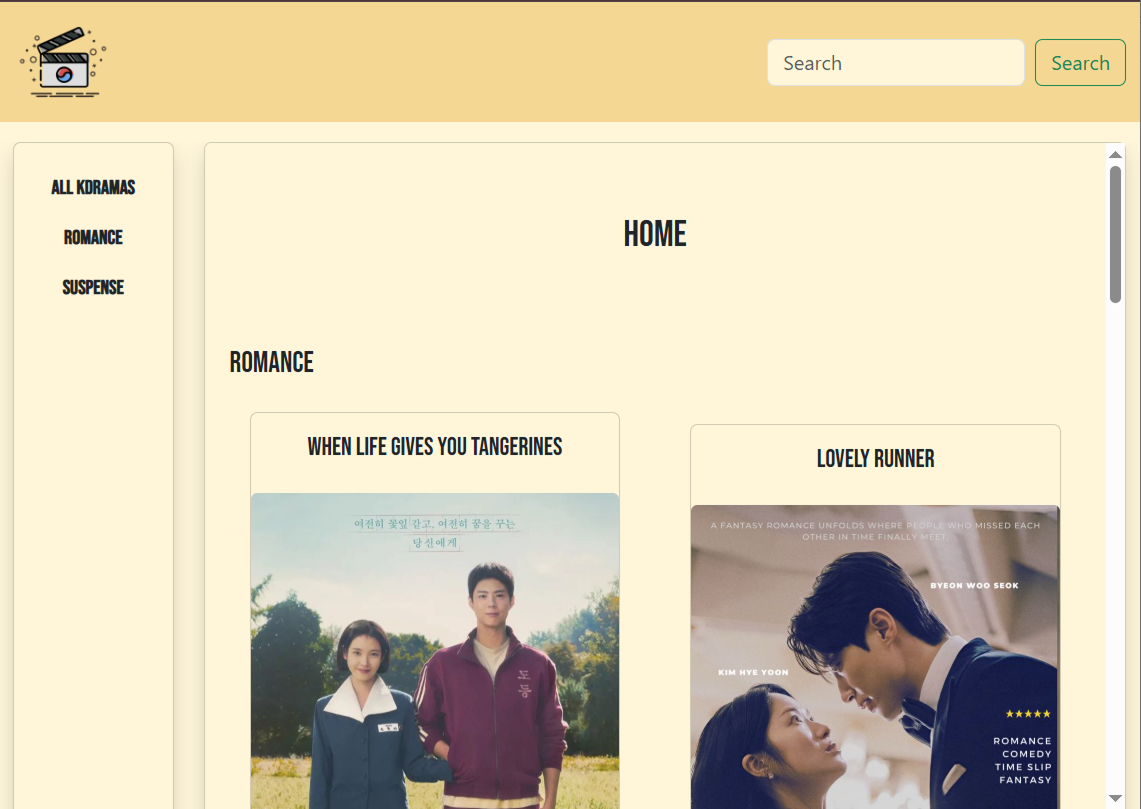 Search
Search
ALL KDRAMAS
ROMANCE
SUSPENSE
HOME
ROMANCE
WHEN LIFE GIVES YOU TANGERINES
여전히 꽃잎 같고, 여전히 꿈을 꾸는
당신에게
도
동
LOVELY RUNNER
A FANTASY ROMANCE UNFOLDS WHERE PEOPLE WHO MISSED EACH
OTHER IN TIME FINALLY MEET
BYEON WOO SEOK
KIM HYE YOON
★★★★★
ROMANCE
COMEDY
TIME SLIP
FANTASY